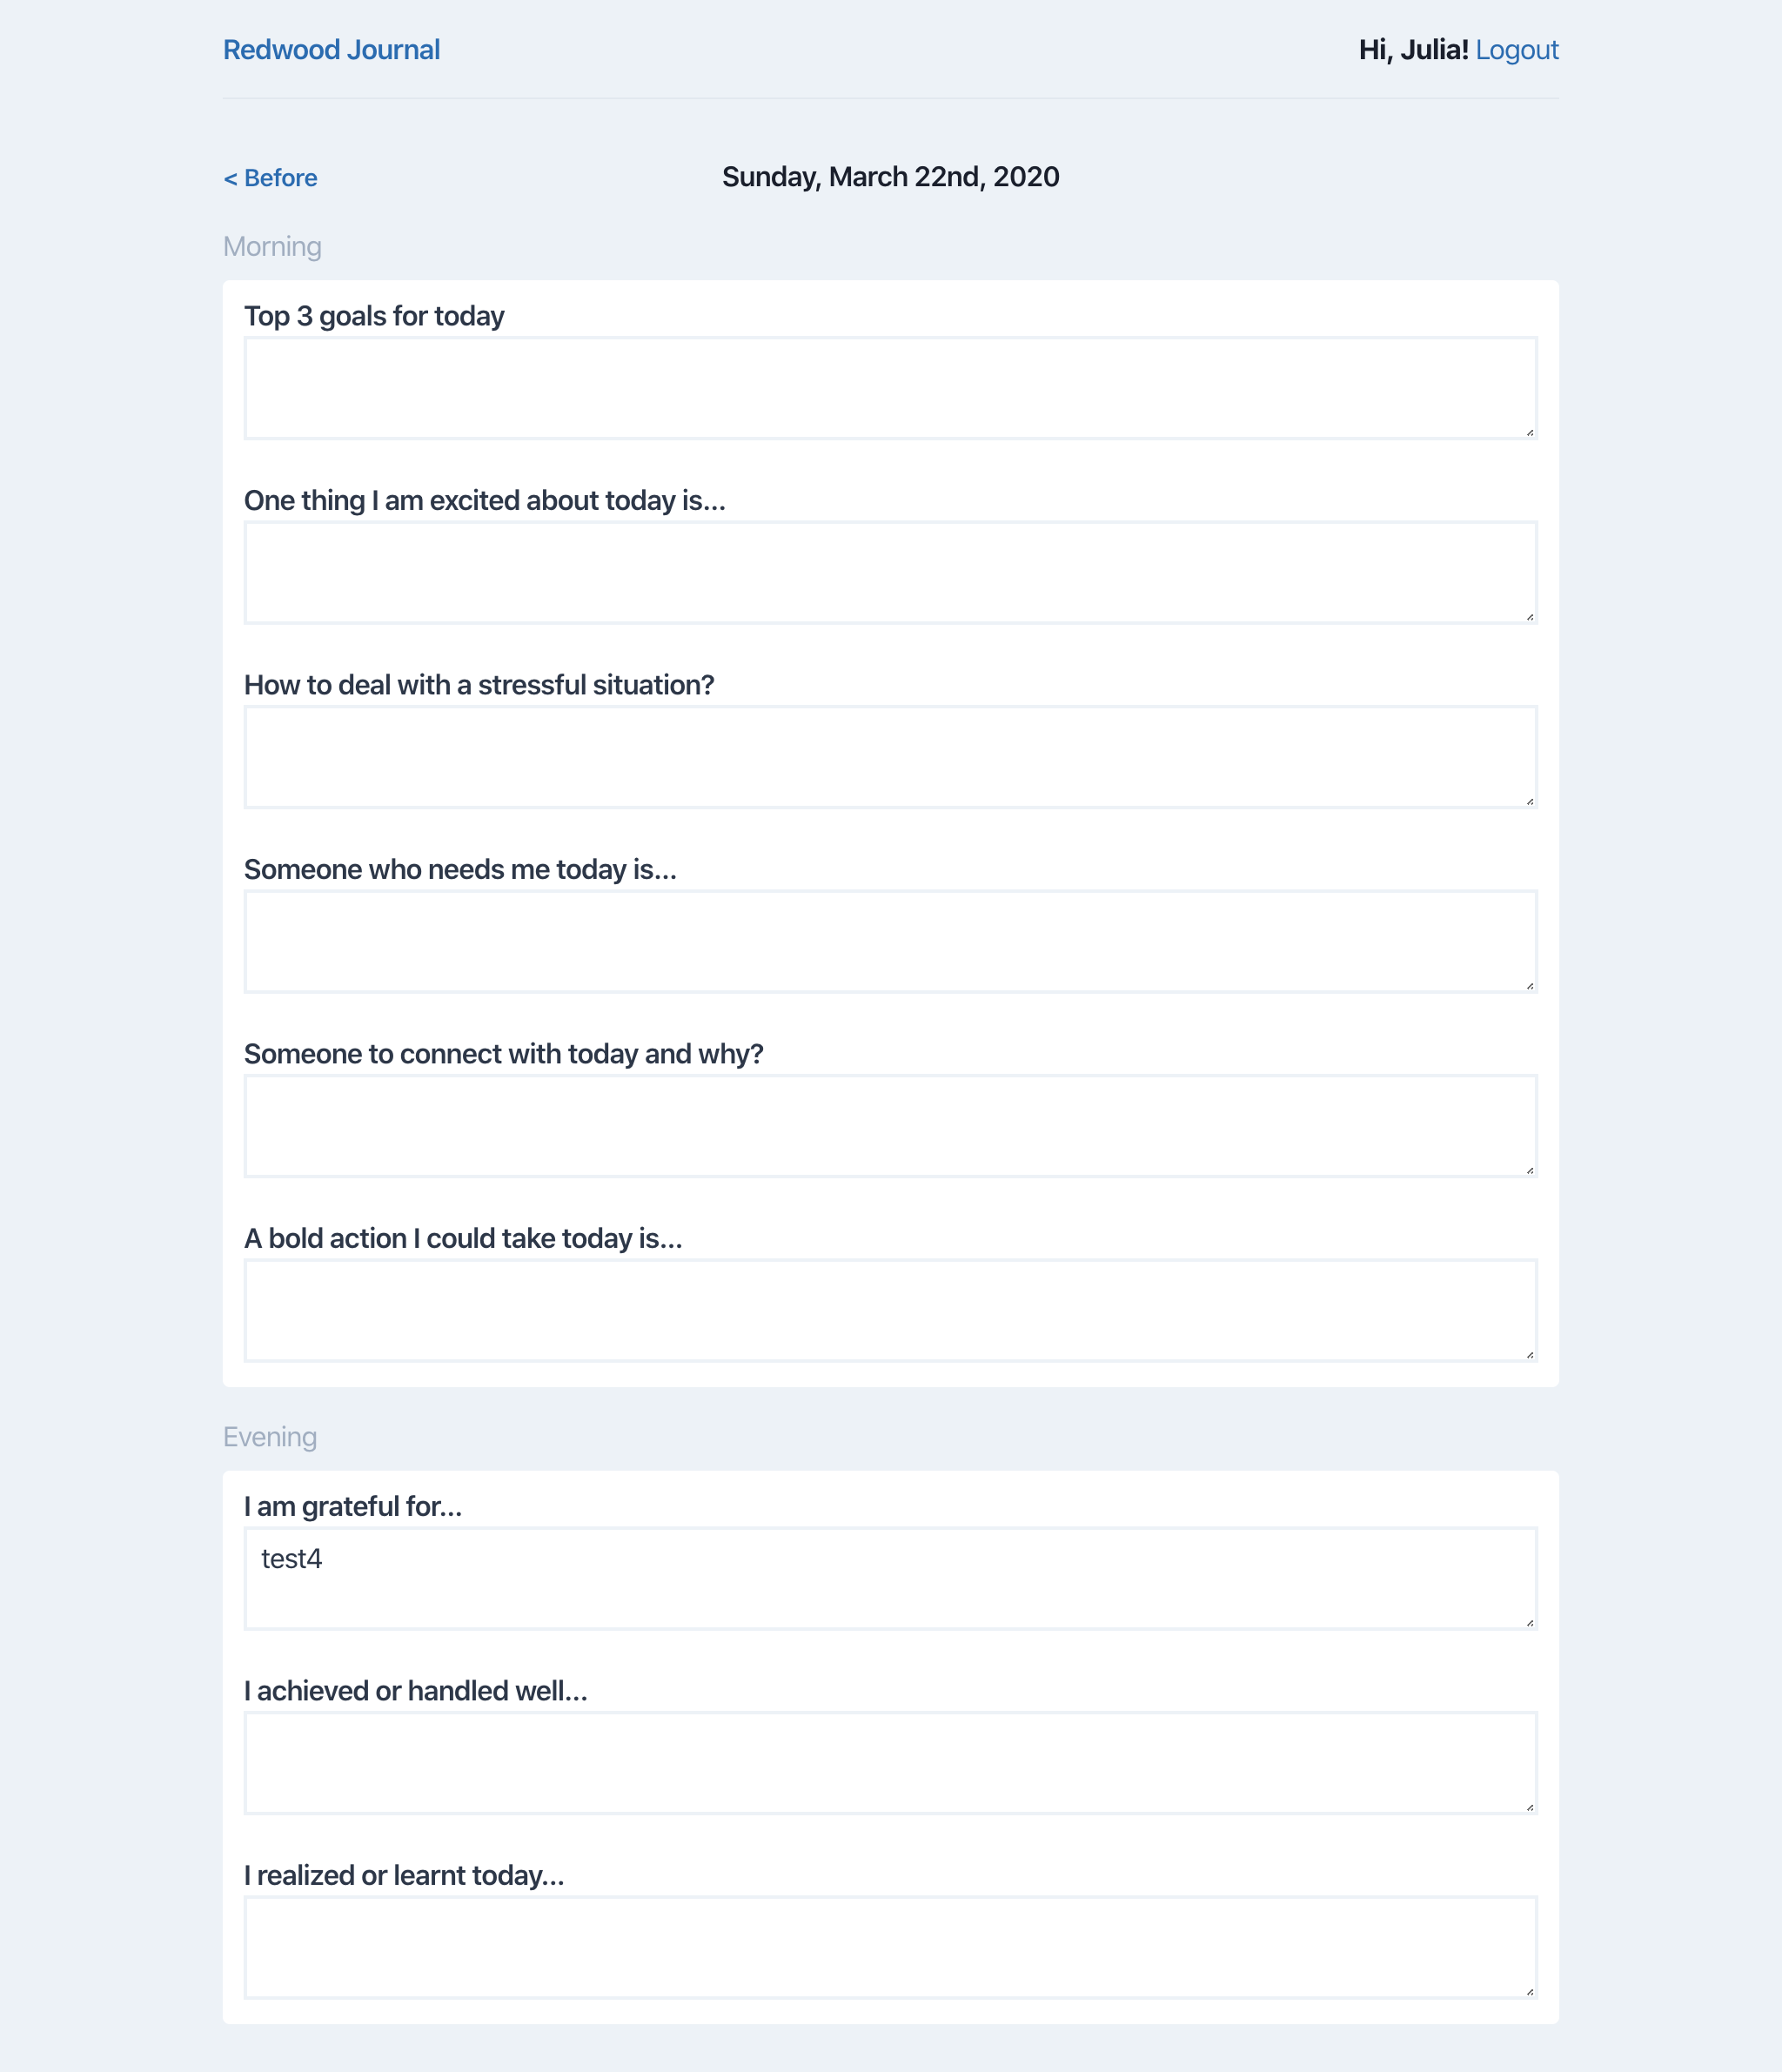 Redwood Journal
Hi, Julia! Logout
< Before
Sunday, March 22nd, 2020
Morning
Top 3 goals for today
One thing I am excited about today is...
How to deal with a stressful situation?
Someone who needs me today is...
Someone to connect with today and why?
A bold action I could take today is...
Evening
I am grateful for...
test4
I achieved or handled well...
I realized or learnt today...